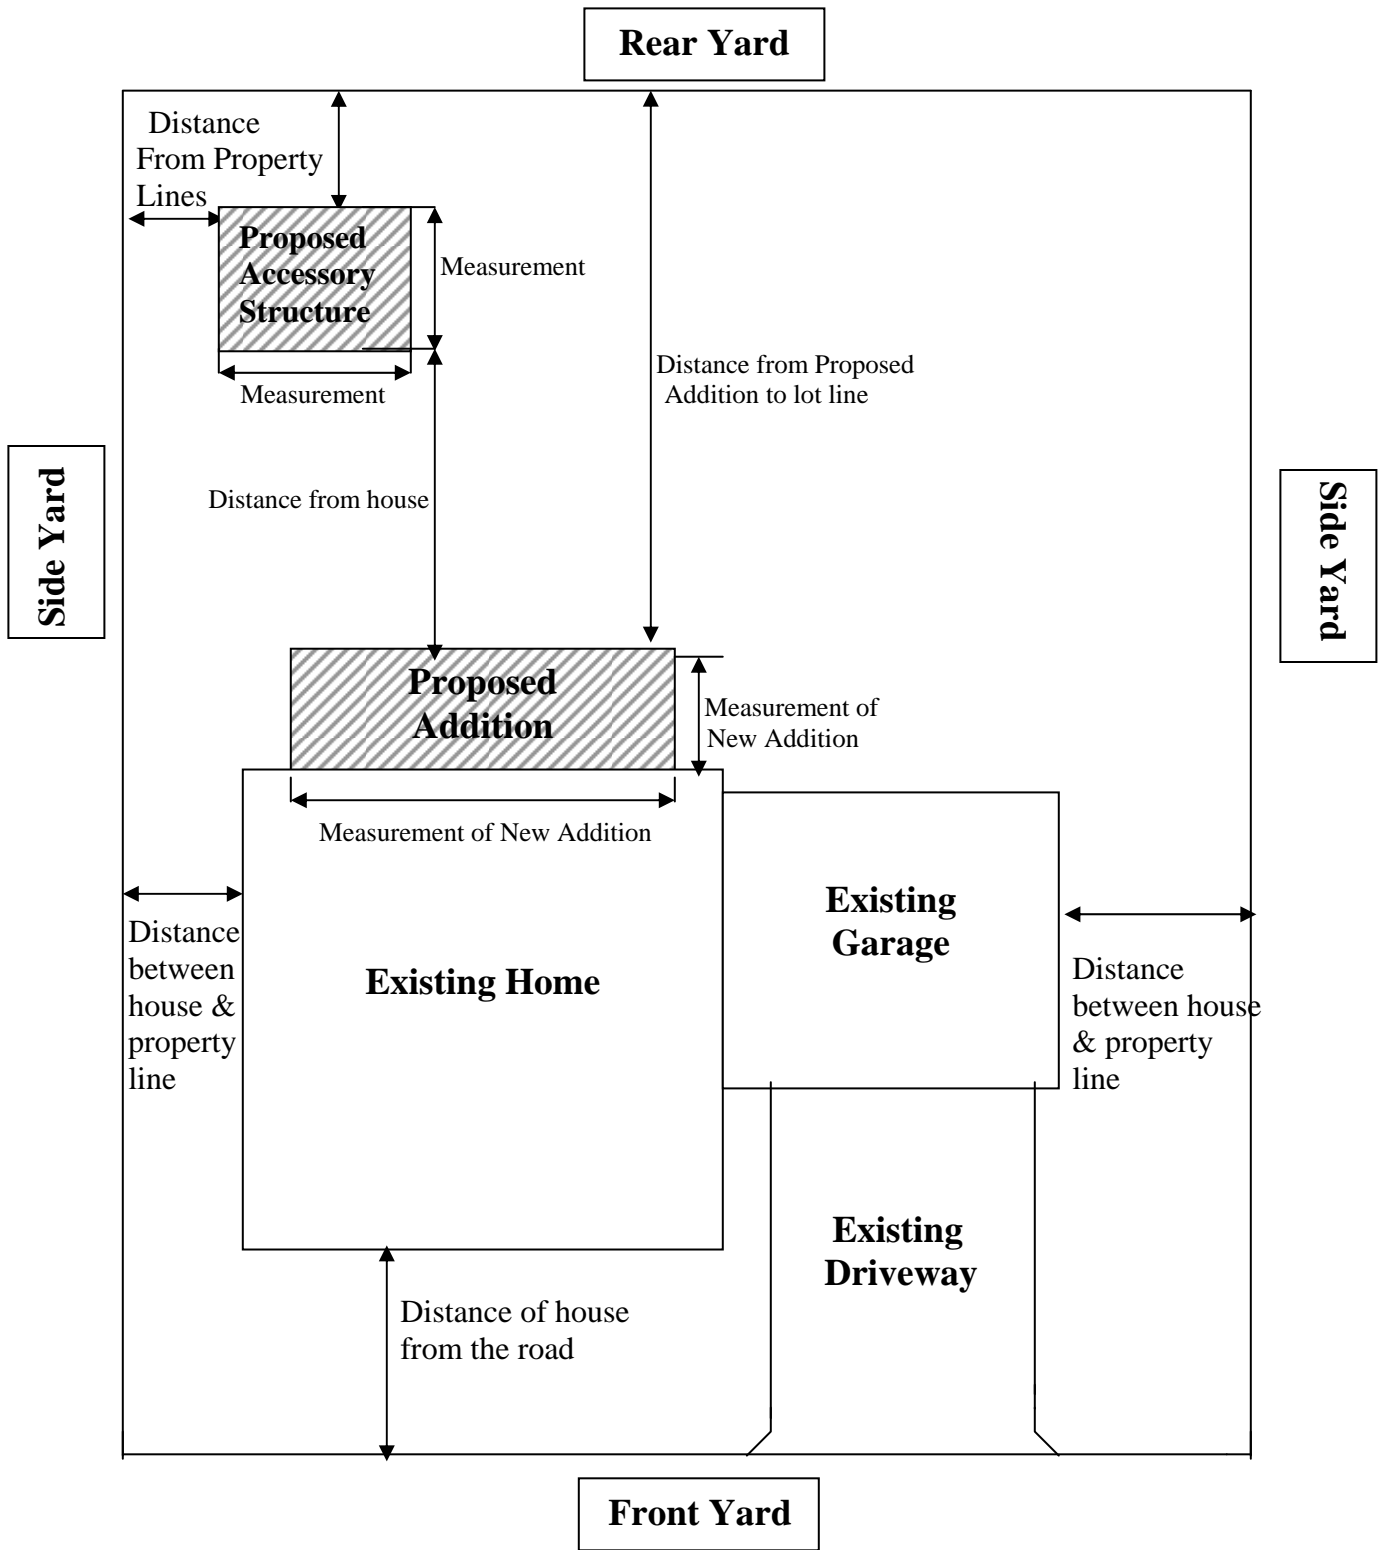 Rear Yard
Distance
From Property
Lines
Proposed
Accessory
Structure
Measurement
Measurement
Distance from Proposed
Addition to lot line
Distance from house
Side Yard
Side Yard
Proposed
Addition
Measurement of
New Addition
Measurement of New Addition
Existing
Garage
Distance
between
house &
property
line
Existing Home
Distance
between house
& property
line
Existing
Driveway
Distance of house
from the road
Front Yard